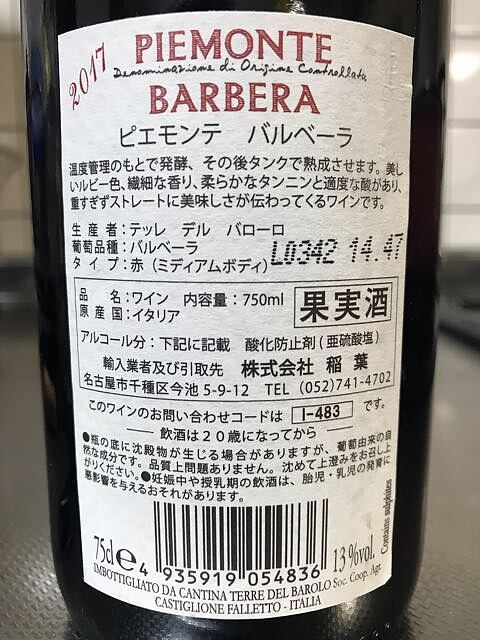 2017
PIEMONTE
Denominazione di Origine Controllata
BARBERA
ピエモンテ バルベーラ
温度管理のもとで発酵、その後タンクで熟成させます。美し
いルビー色、繊細な香り、柔らかなタンニンと適度な酸があり、
重すぎずストレートに美味しさが伝わってくるワインです。
生産者：テッレ デル バローロ
葡萄品種：バルベーラ
タイプ：赤（ミディアムボディ）
L0342 14.47
品名：ワイン 内容量：750ml
原産国：イタリア
果実酒
アルコール分：下記に記載 酸化防止剤（亜硫酸塩）
輸入業者及び引取先 株式会社 稲葉
名古屋市千種区今池5-9-12 TEL（052）741-4702
このワインのお問い合わせコードは I-483 です。
飲酒は20歳になってから
●瓶の底に沈殿物が生じる場合がありますが、葡萄由来の自
然な成分です。品質上問題ありません。沈めて上澄みをお召し上
がりください。●妊娠中や授乳期の飲酒は、胎児・乳児の発育に
悪影響を与えるおそれがあります。
Contains sulphites
75cl e
4 935919 054836
13%vol.
IMBOTTIGLIATO DA CANTINA TERRE DEL BAROLO Soc. Coop. Agr.
CASTIGLIONE FALLETTO - ITALIA